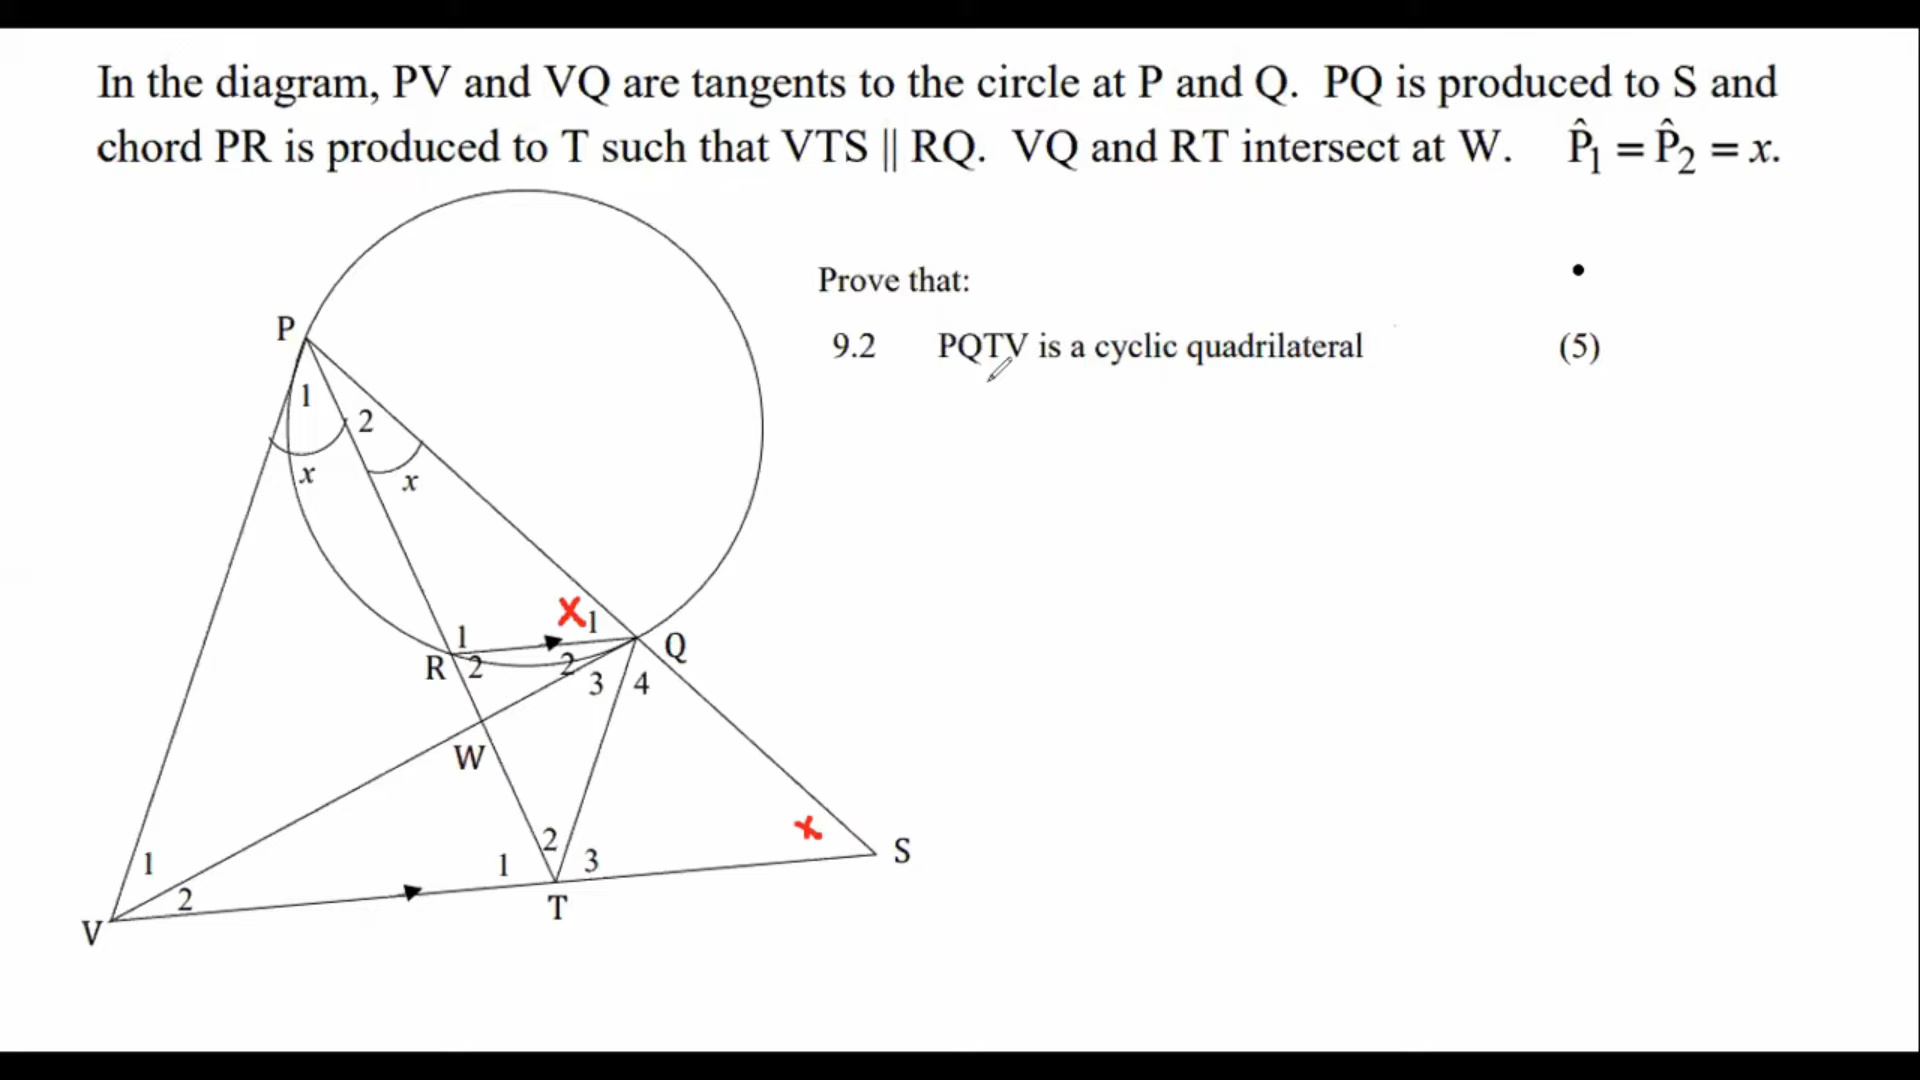 In the diagram, PV and VQ are tangents to the circle at P and Q. PQ is produced to S and
chord PR is produced to T such that VTS || RQ. VQ and RT intersect at W. P̂₁ = P̂₂ = x.
Prove that:
9.2 PQTV is a cyclic quadrilateral (5)
P
1
2
x
x
X 1
1
R 2
2
Q
3 4
W
x
2
1 3
S
1
2
T
V